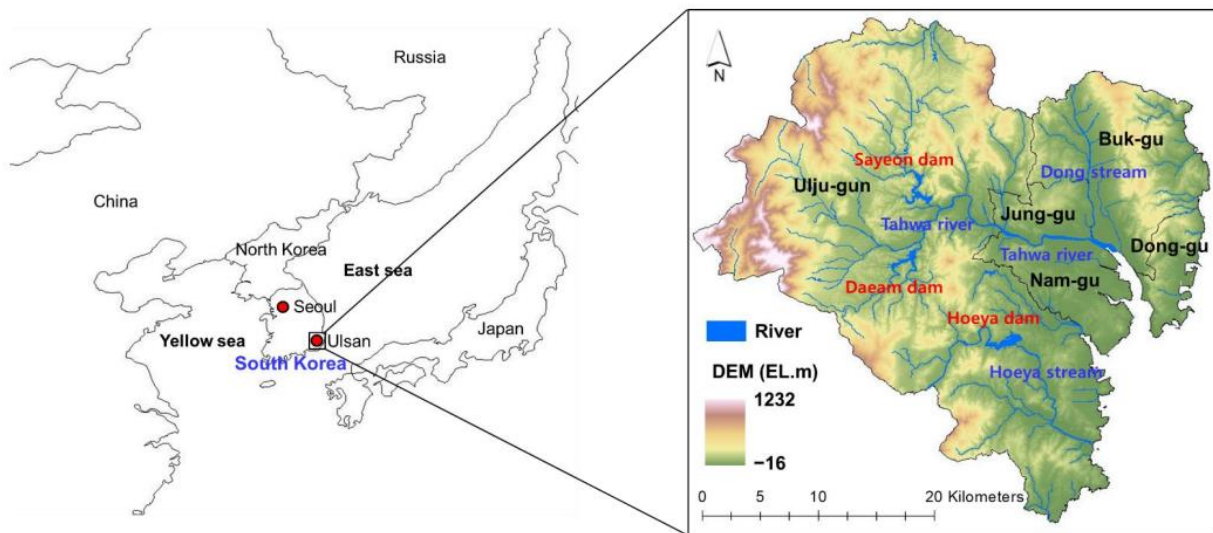 Russia
China
North Korea
East sea
Seoul
Japan
Yellow sea
Ulsan
South Korea
N
Buk-gu
Sayeon dam
Dong stream
Ulju-gun
Jung-gu
Tahwa river
Dong-gu
Tahwa river
Nam-gu
Daeam dam
Hoeya dam
River
Hoeya stream
DEM (EL.m)
1232
−16
0 5 10 20 Kilometers